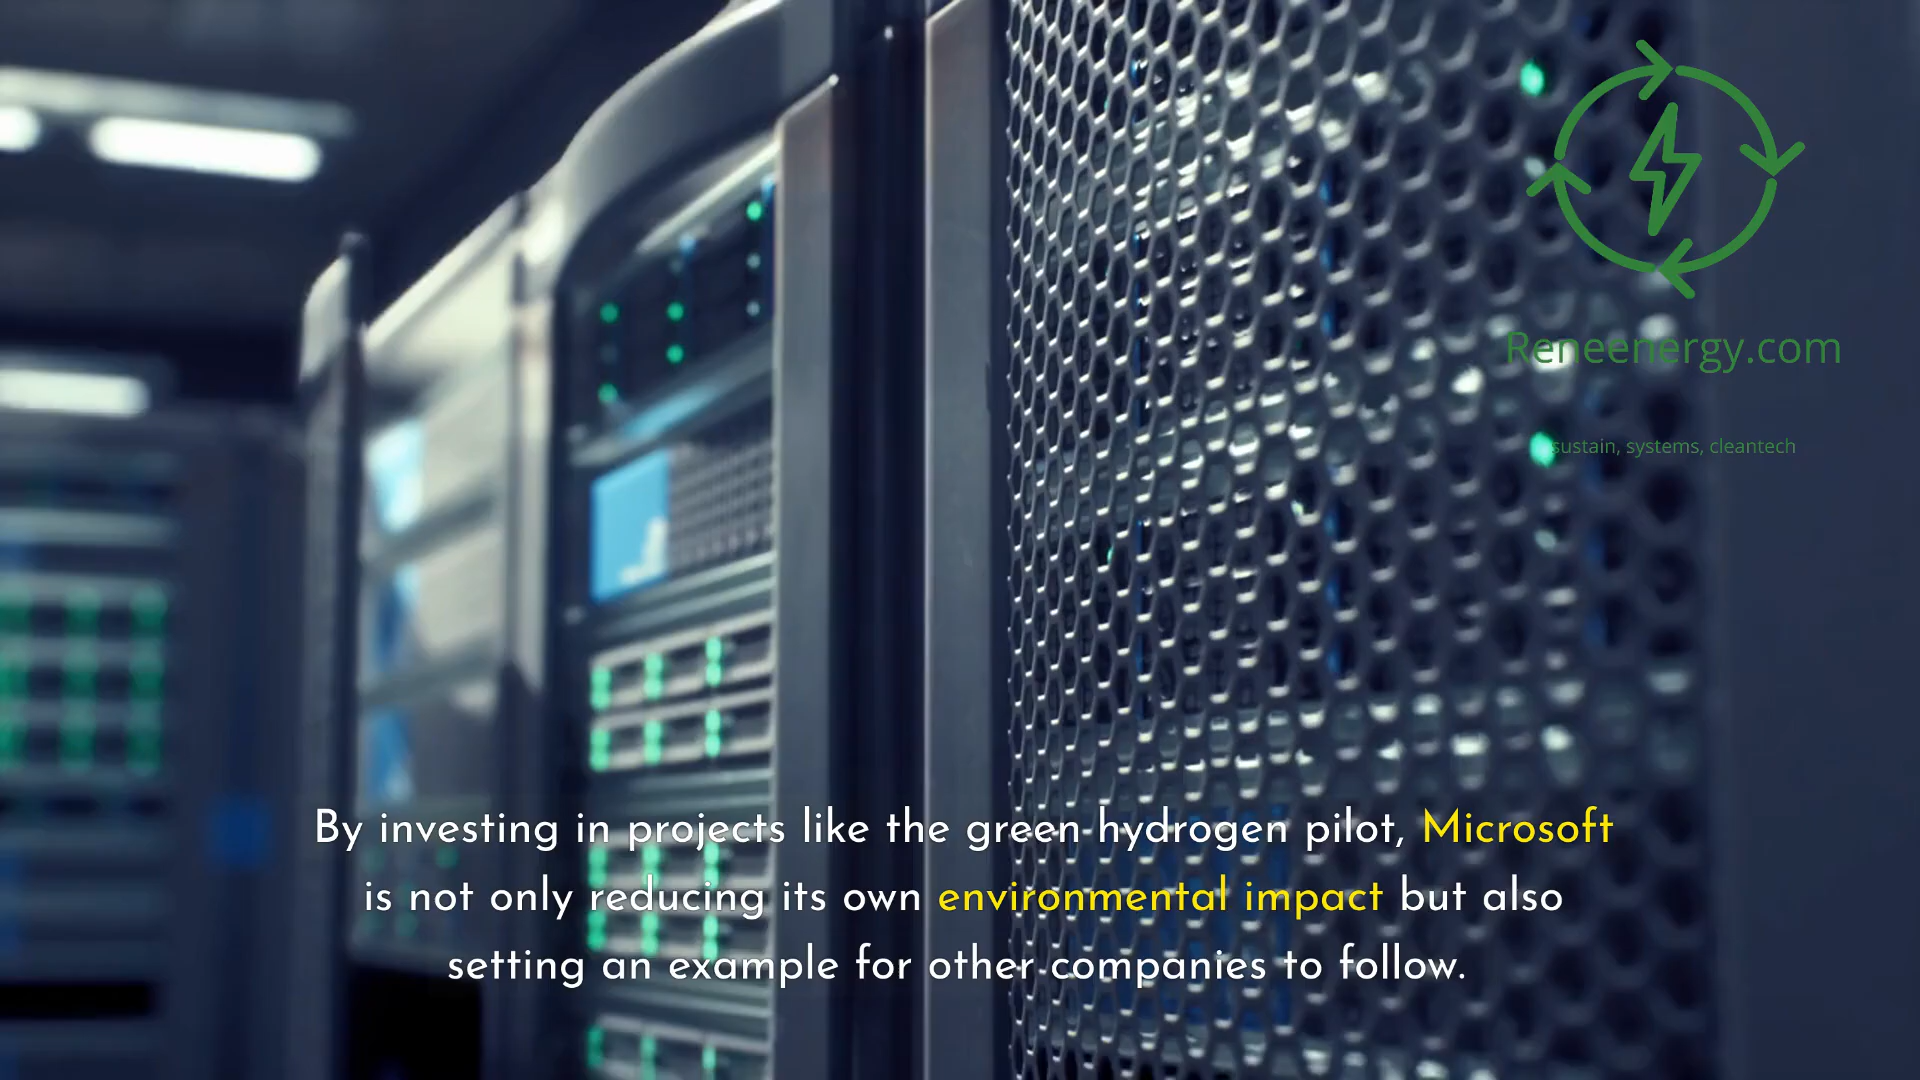 Reneenergy.com
sustain, systems, cleantech
By investing in projects like the green hydrogen pilot, Microsoft
is not only reducing its own environmental impact but also
setting an example for other companies to follow.